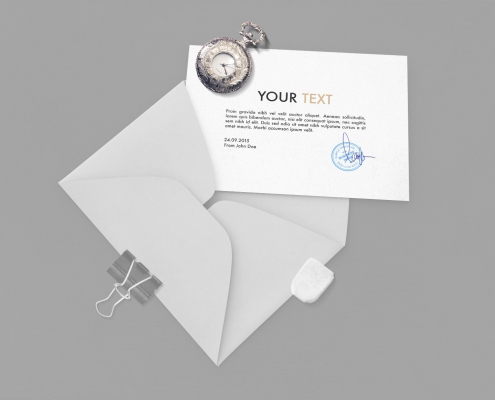 YOUR TEXT
Proin gravida nibh vel velit auctor aliquet. Aenean sollicitudin,
lorem quis bibendum auctor, nisi elit consequat ipsum, nec sagittis
sem nibh id elit. Duis sed odio sit amet nibh vulputate cursus a sit
amet mauris. Morbi accumsan ipsum velit.
24.09.2015
From John Doe